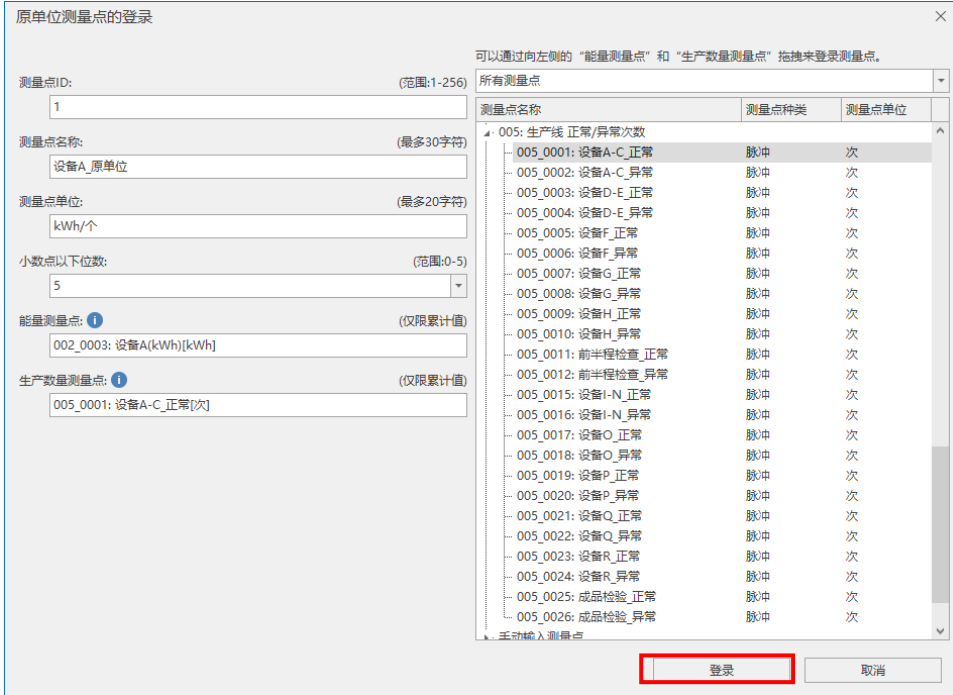 原单位测量点的登录
可以通过向左侧的“能量测量点”和“生产数量测量点”拖拽来登录测量点。
测量点ID: (范围:1-256)
1
测量点名称: (最多30字符)
设备A_原单位
测量点单位: (最多20字符)
kWh/个
小数点以下位数: (范围:0-5)
5
能量测量点: (仅限累计值)
002_0003: 设备A(kWh)[kWh]
生产数量测量点: (仅限累计值)
005_0001: 设备A-C_正常[次]
所有测量点
测量点名称 测量点种类 测量点单位
005: 生产线 正常/异常次数
005_0001: 设备A-C_正常 脉冲 次
005_0002: 设备A-C_异常 脉冲 次
005_0003: 设备D-E_正常 脉冲 次
005_0004: 设备D-E_异常 脉冲 次
005_0005: 设备F_正常 脉冲 次
005_0006: 设备F_异常 脉冲 次
005_0007: 设备G_正常 脉冲 次
005_0008: 设备G_异常 脉冲 次
005_0009: 设备H_正常 脉冲 次
005_0010: 设备H_异常 脉冲 次
005_0011: 前半程检查_正常 脉冲 次
005_0012: 前半程检查_异常 脉冲 次
005_0015: 设备I-N_正常 脉冲 次
005_0016: 设备I-N_异常 脉冲 次
005_0017: 设备O_正常 脉冲 次
005_0018: 设备O_异常 脉冲 次
005_0019: 设备P_正常 脉冲 次
005_0020: 设备P_异常 脉冲 次
005_0021: 设备Q_正常 脉冲 次
005_0022: 设备Q_异常 脉冲 次
005_0023: 设备R_正常 脉冲 次
005_0024: 设备R_异常 脉冲 次
005_0025: 成品检验_正常 脉冲 次
005_0026: 成品检验_异常 脉冲 次
手动输入测量点
登录 取消